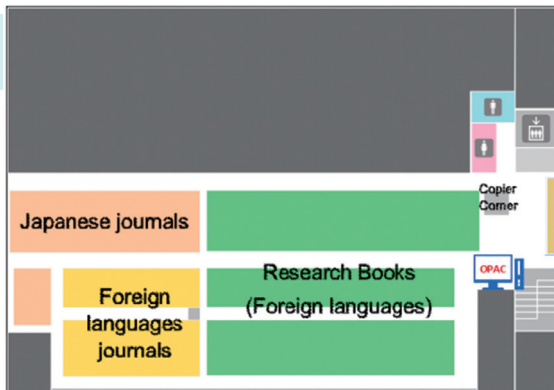 Copier
Corner
Japanese journals
OPAC
Research Books
(Foreign languages)
Foreign
languages
journals